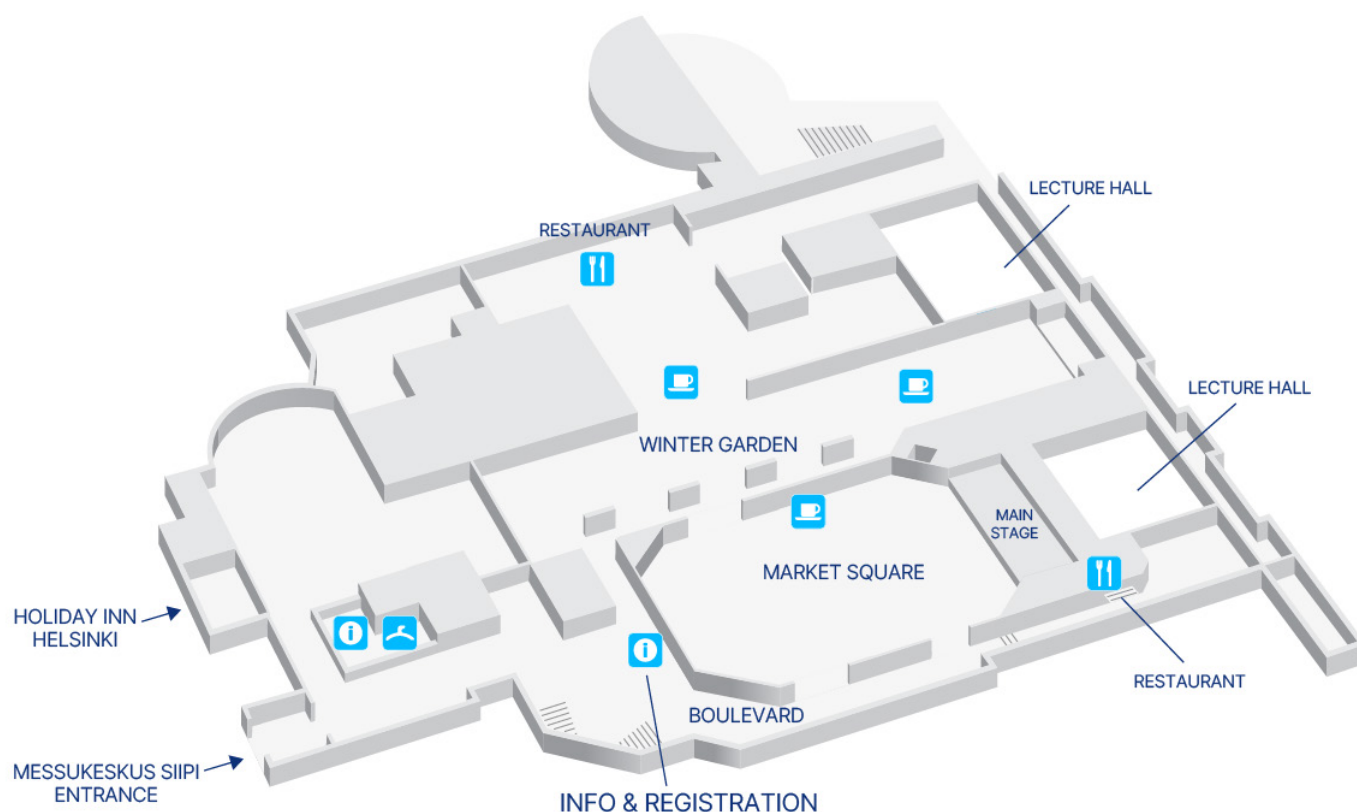 LECTURE HALL
RESTAURANT
LECTURE HALL
WINTER GARDEN
MAIN
STAGE
MARKET SQUARE
HOLIDAY INN
HELSINKI
i
i
RESTAURANT
BOULEVARD
MESSUKESKUS SIIPI
ENTRANCE
INFO & REGISTRATION